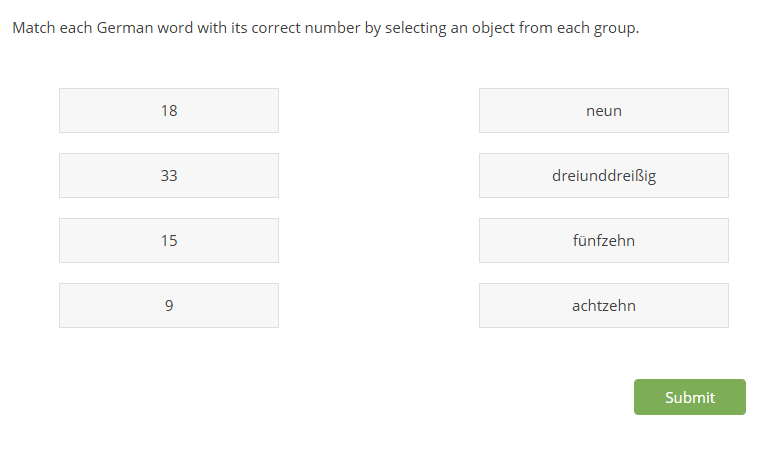 Match each German word with its correct number by selecting an object from each group.
18
neun
33
dreiunddreißig
15
fünfzehn
9
achtzehn
Submit